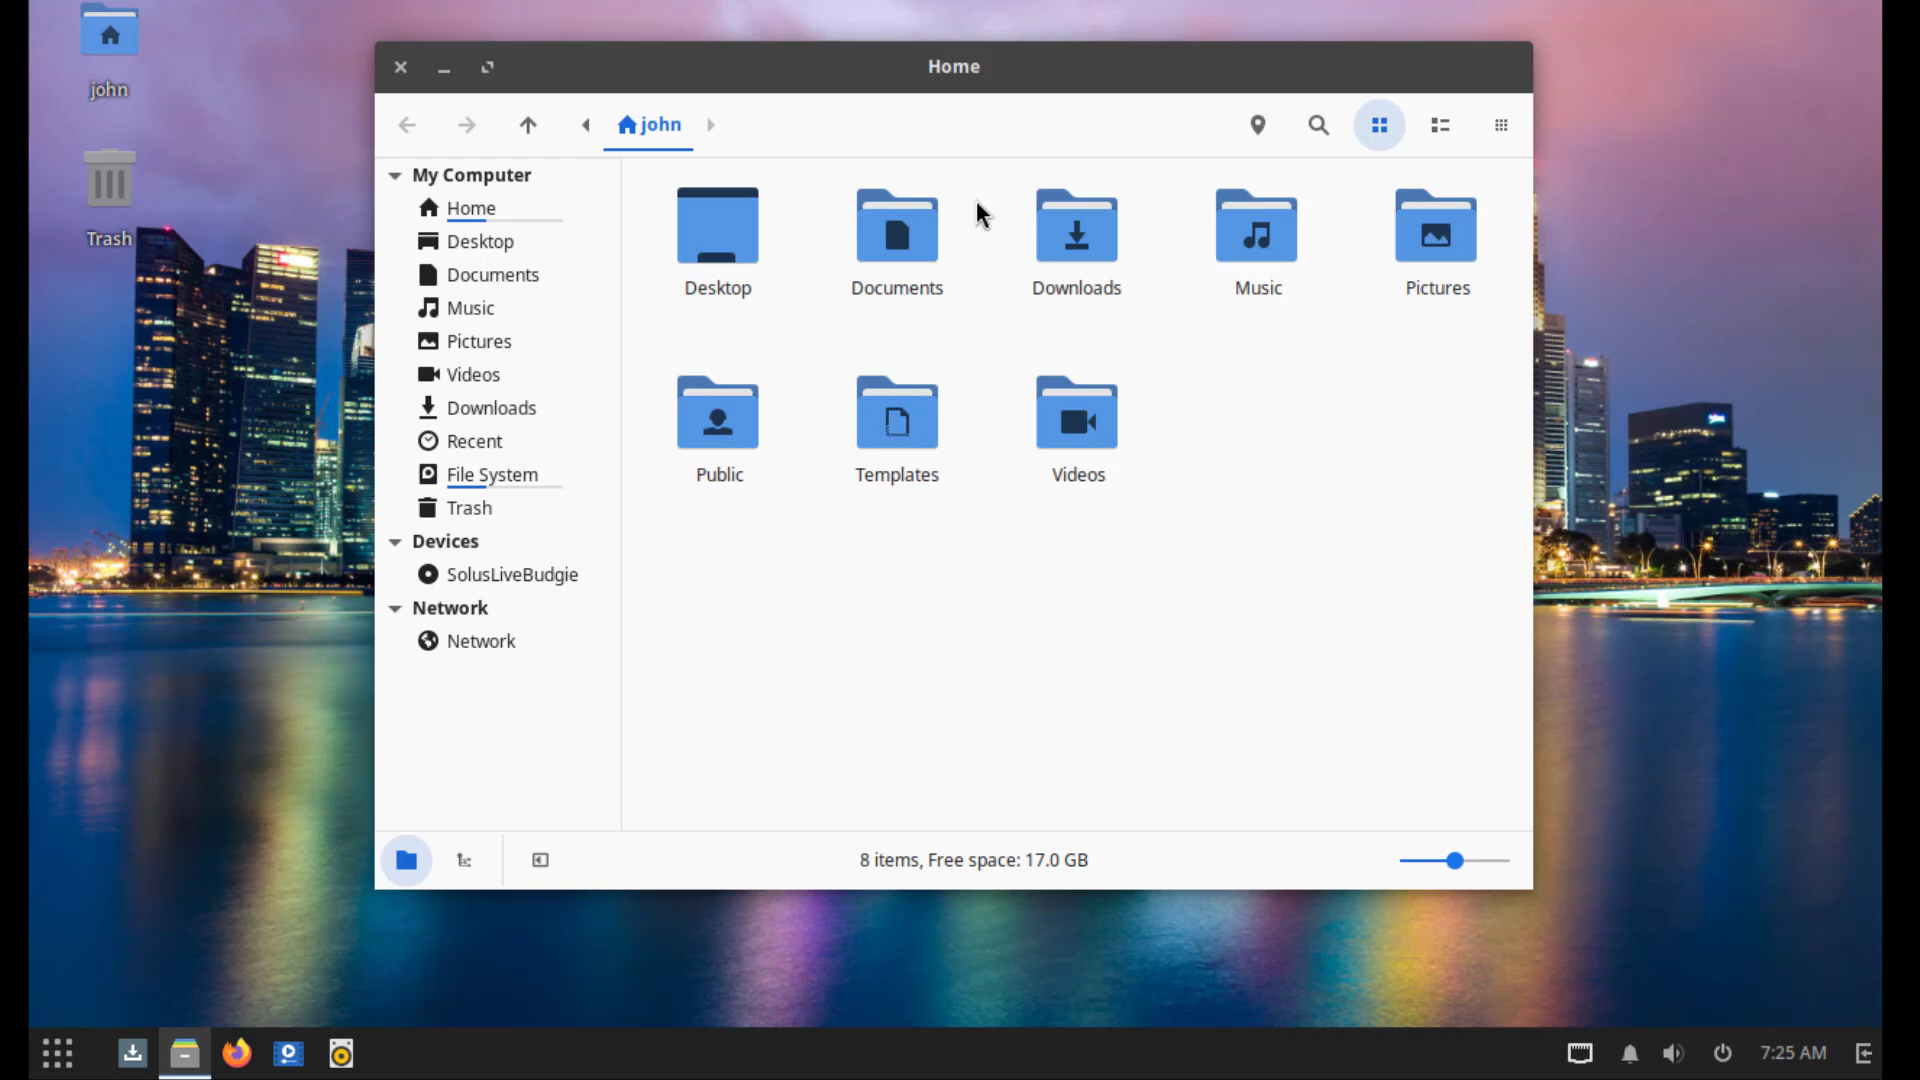 john
Trash
Home
john
My Computer
Home
Desktop
Documents
Music
Pictures
Videos
Downloads
Recent
File System
Trash
Devices
SolusLiveBudgie
Network
Network
Desktop
Documents
Downloads
Music
Pictures
Public
Templates
Videos
8 items, Free space: 17.0 GB
7:25 AM